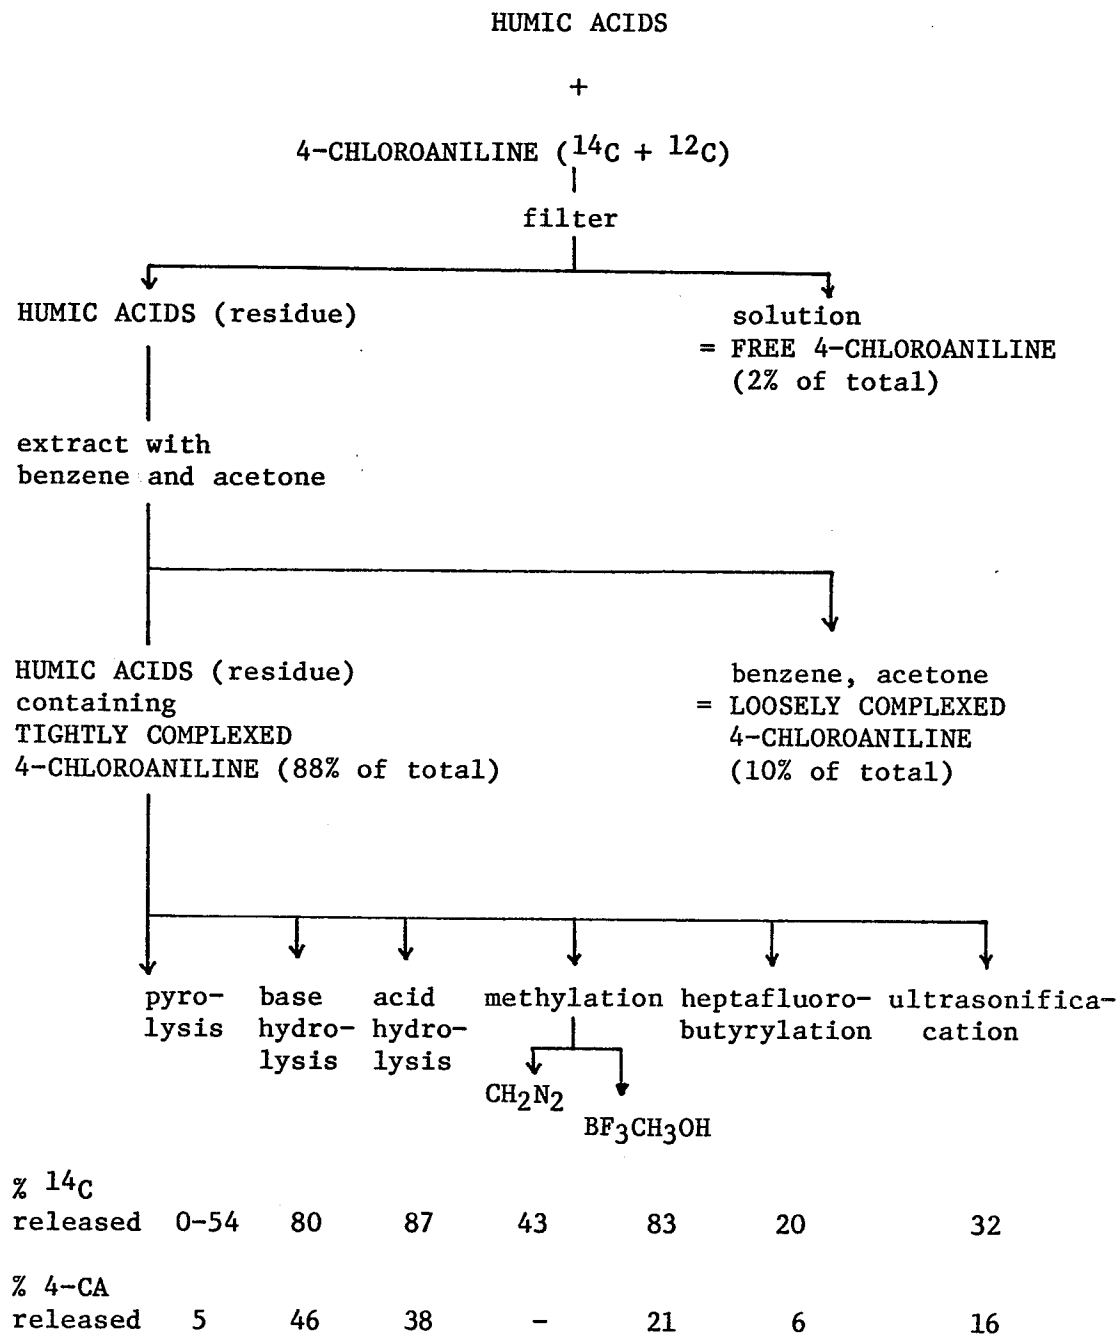 HUMIC ACIDS
+
4-CHLOROANILINE (14C + 12C)
filter
HUMIC ACIDS (residue)
solution
= FREE 4-CHLOROANILINE
(2% of total)
extract with
benzene and acetone
HUMIC ACIDS (residue)
containing
TIGHTLY COMPLEXED
4-CHLOROANILINE (88% of total)
benzene, acetone
= LOOSELY COMPLEXED
4-CHLOROANILINE
(10% of total)
pyro-
lysis
base
hydro-
lysis
acid
hydro-
lysis
methylation
heptafluoro-
butyrylation
ultrasonifica-
cation
CH2N2
BF3CH3OH
% 14C
released 0-54 80 87 43 83 20 32
% 4-CA
released 5 46 38 - 21 6 16